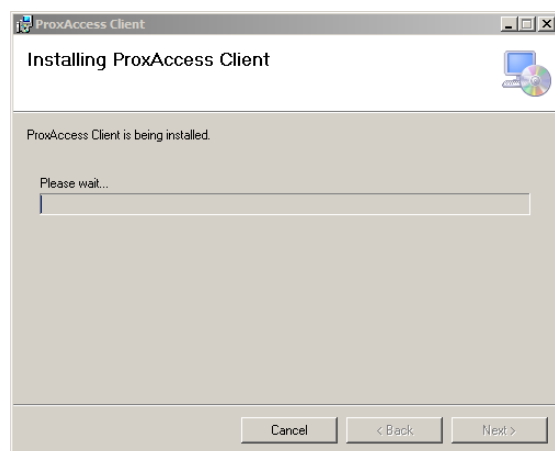 ProxAccess Client
Installing ProxAccess Client
ProxAccess Client is being installed.
Please wait...
Cancel
< Back
Next >